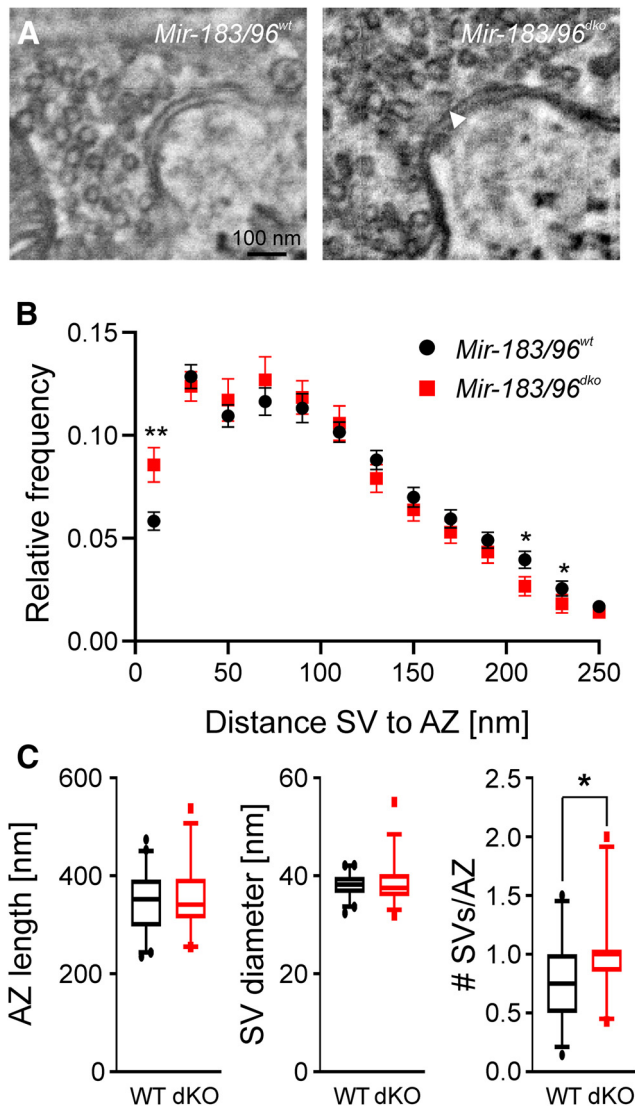 A
Mir-183/96wt
Mir-183/96dko
100 nm
B
0.15
0.10
0.05
0.00
Relative frequency
**
*
*
Mir-183/96wt
Mir-183/96dko
0
50
100
150
200
250
Distance SV to AZ [nm]
C
600
400
200
0
AZ length [nm]
WT dKO
60
40
20
0
SV diameter [nm]
WT dKO
2.5
2.0
1.5
1.0
0.5
0.0
# SVs/AZ
*
WT dKO